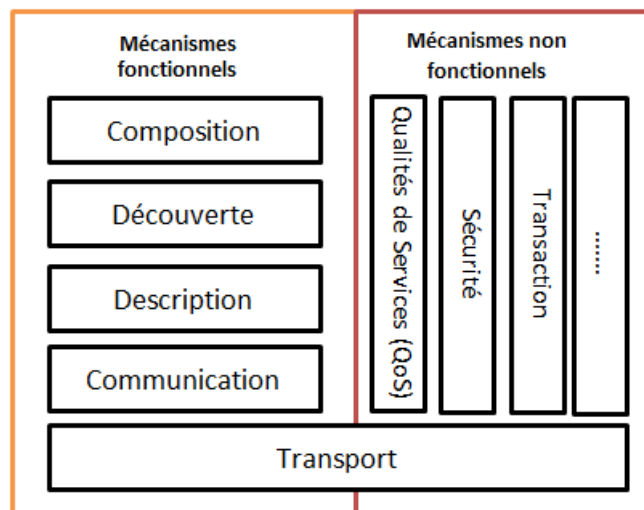 Mécanismes
fonctionnels
Composition
Découverte
Description
Communication
Mécanismes non
fonctionnels
Qualités de Services (QoS)
Sécurité
Transaction
........
Transport